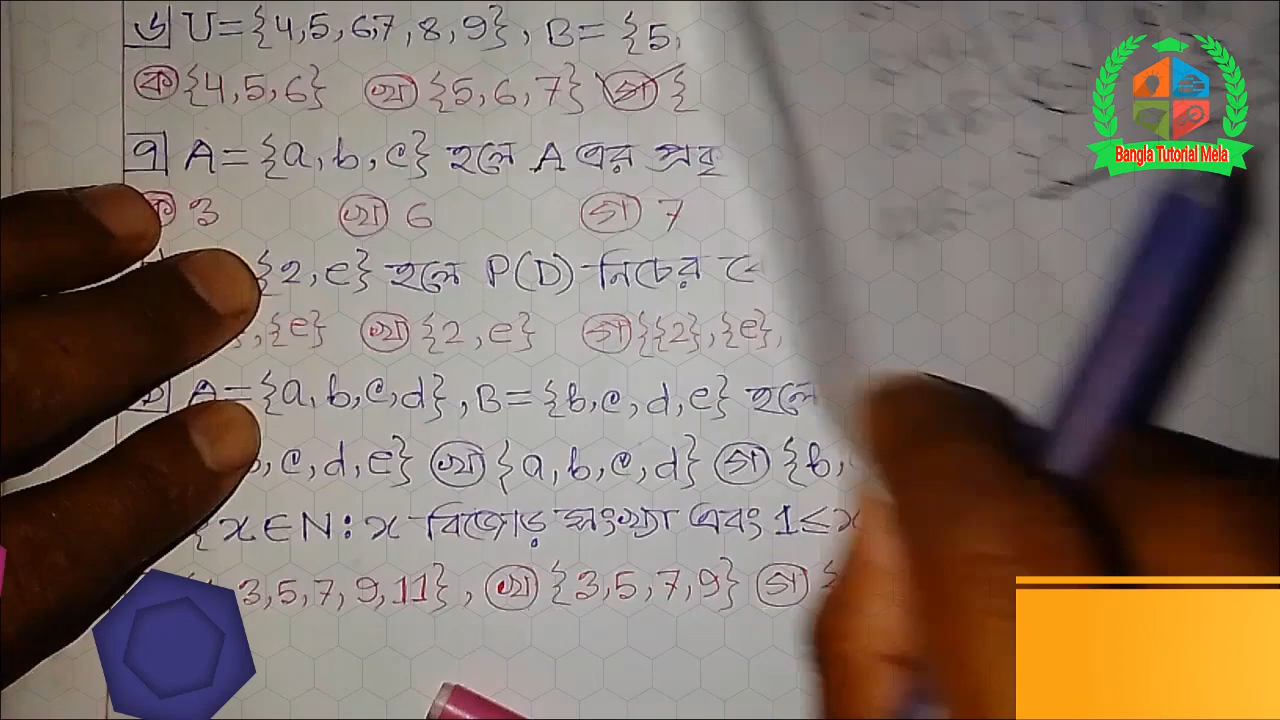 ৬ U={4,5,6,7,8,9}, B={5,
ক {4,5,6} খ {5,6,7} গ {
৭ A={a,b,c} হলে A এর প্রকৃ
ক 3 খ 6 গ 7
{2,e} হলে P(D) নিচের
,{e} খ {2,e} গ {{2},{e},
A={a,b,c,d}, B={b,c,d,e} হলে
,c,d,e} খ {a,b,c,d} গ {b,
{x∈N: x বিজোড় সংখ্যা এবং 1≤x
3,5,7,9,11}, খ {3,5,7,9} গ {
Bangla Tutorial Mela